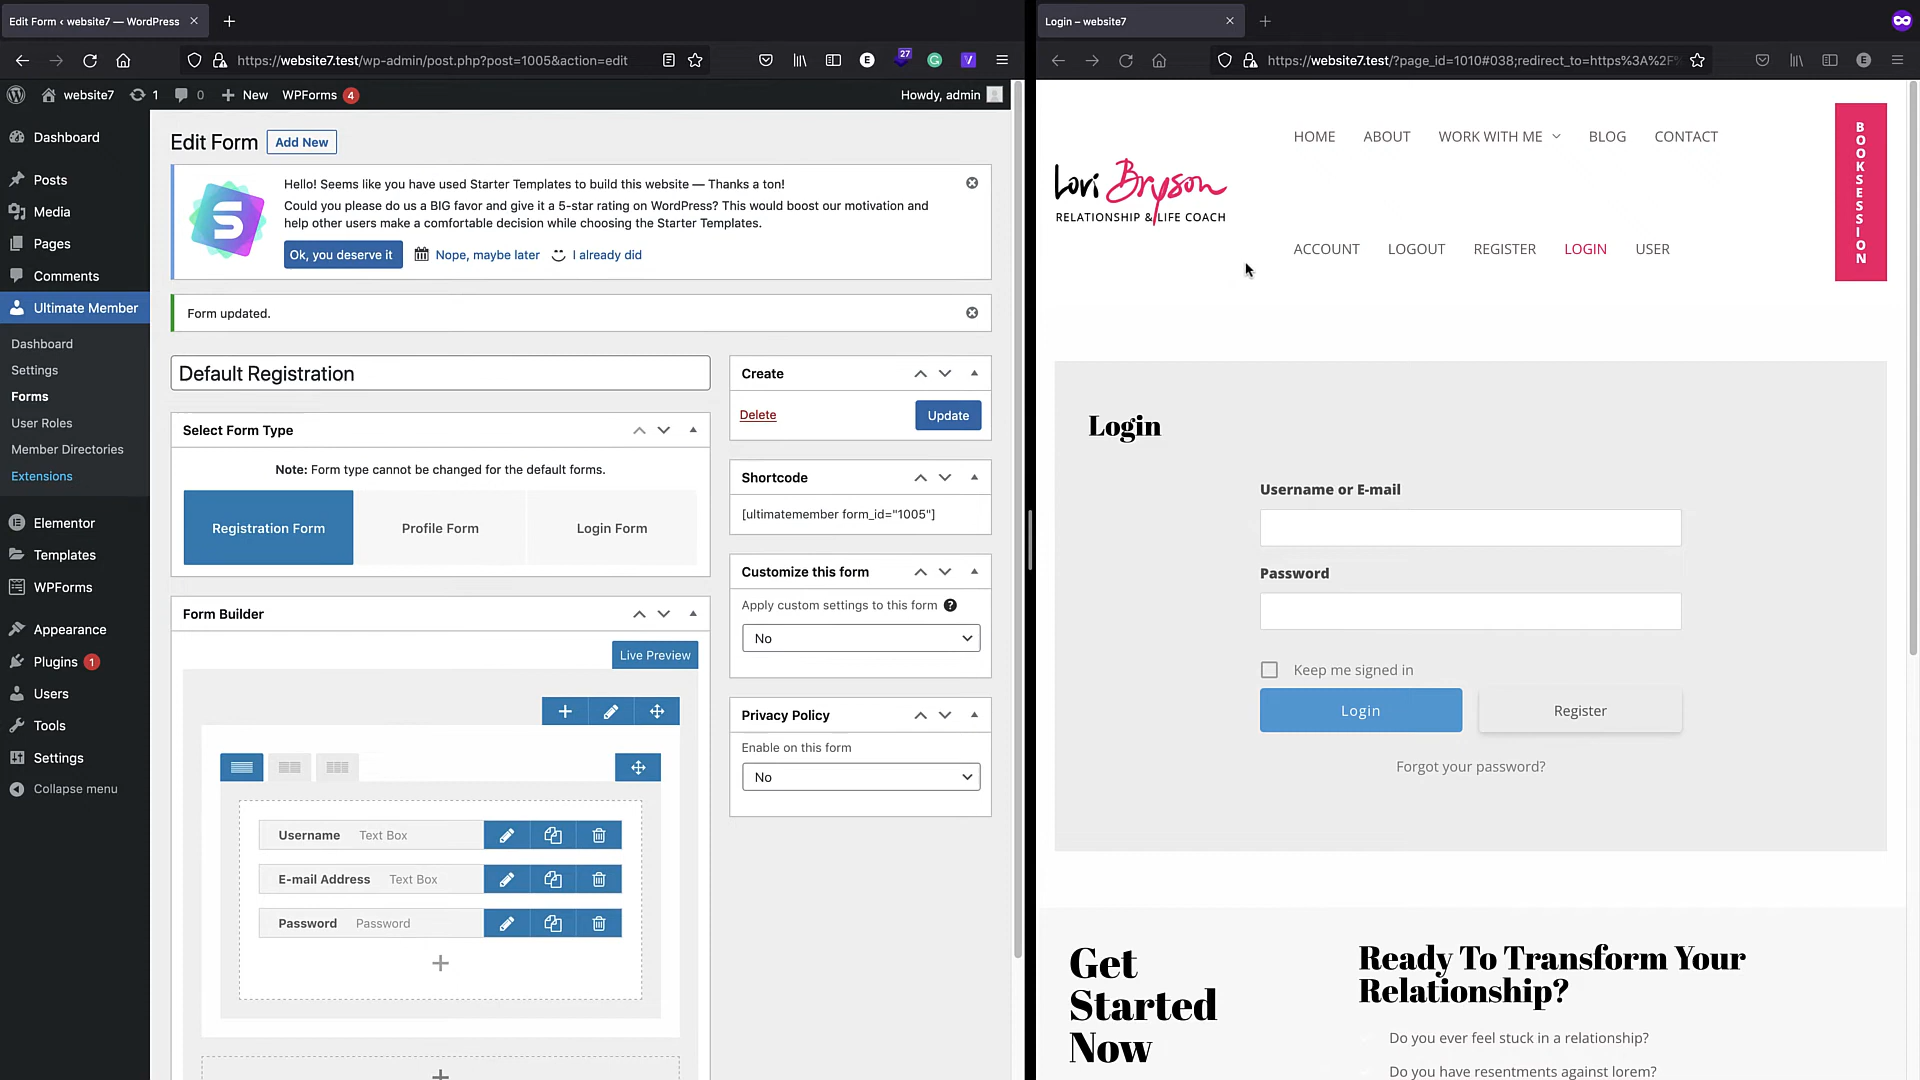 Edit Form ‹ website7 — WordPress
https://website7.test/wp-admin/post.php?post=1005&action=edit
27
E
V
website7
1
0
New
WPForms 4
Howdy, admin
Dashboard
Posts
Media
Pages
Comments
Ultimate Member
Dashboard
Settings
Forms
User Roles
Member Directories
Extensions
Elementor
Templates
WPForms
Appearance
Plugins 1
Users
Tools
Settings
Collapse menu
Edit Form
Add New
Hello! Seems like you have used Starter Templates to build this website — Thanks a ton!
Could you please do us a BIG favor and give it a 5-star rating on WordPress? This would boost our motivation and
help other users make a comfortable decision while choosing the Starter Templates.
Ok, you deserve it
Nope, maybe later
I already did
Form updated.
Default Registration
Select Form Type
Note: Form type cannot be changed for the default forms.
Registration Form
Profile Form
Login Form
Form Builder
Live Preview
Username Text Box
E-mail Address Text Box
Password Password
Create
Delete
Update
Shortcode
[ultimatemember form_id="1005"]
Customize this form
Apply custom settings to this form
No
Privacy Policy
Enable on this form
No
Login – website7
https://website7.test/?page_id=1010#038;redirect_to=https%3A%2F%
E
Lori Bryson
RELATIONSHIP & LIFE COACH
HOME
ABOUT
WORK WITH ME
BLOG
CONTACT
ACCOUNT
LOGOUT
REGISTER
LOGIN
USER
BOOK SESSION
Login
Username or E-mail
Password
Keep me signed in
Login
Register
Forgot your password?
Get
Started
Now
Ready To Transform Your
Relationship?
Do you ever feel stuck in a relationship?
Do you have resentments against lorem?